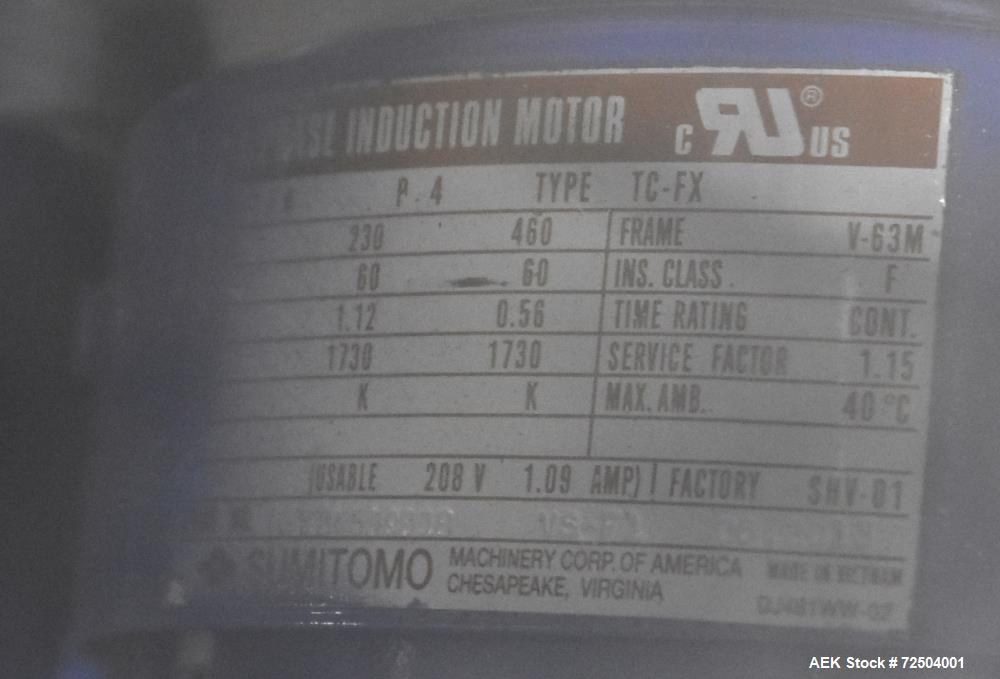 INDUCTION MOTOR C RU® US
P. 4 TYPE TC-FX
230 460 FRAME V-63M
60 60 INS. CLASS F
1.12 0.56 TIME RATING CONT.
1730 1730 SERVICE FACTOR 1.15
K K MAX. AMB. 40 °C
(USABLE 208 V 1.09 AMP) FACTORY SHV-01
SUMITOMO MACHINERY CORP. OF AMERICA MADE IN VIETNAM
CHESAPEAKE, VIRGINIA
AEK Stock # 72504001